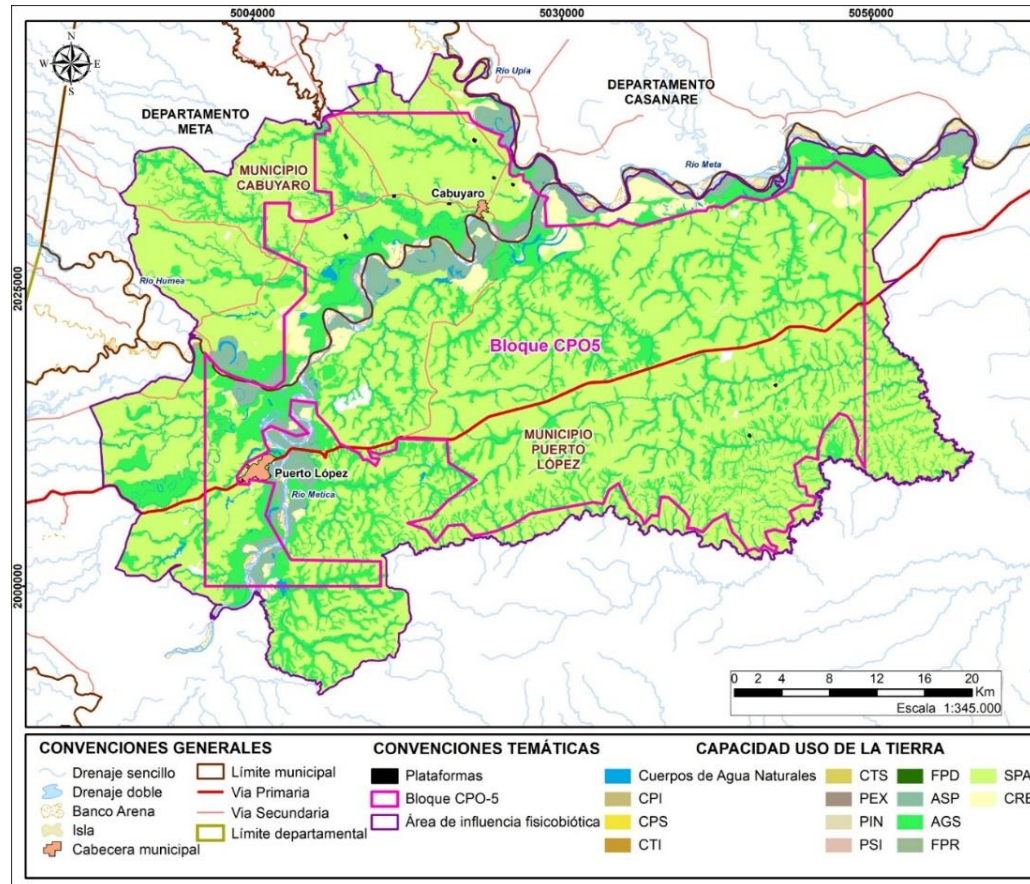 5004000
5030000
5056000
N
W E
S
Río Upía
DEPARTAMENTO
CASANARE
DEPARTAMENTO
META
Río Meta
MUNICIPIO
CABUYARO
Cabuyaro
2025000
Río Humea
Bloque CPO5
MUNICIPIO
PUERTO
LÓPEZ
Puerto López
Río Metica
2000000
0 2 4 8 12 16 20
Km
Escala 1:345.000
CONVENCIONES GENERALES
Drenaje sencillo
Drenaje doble
Banco Arena
Isla
Cabecera municipal
Límite municipal
Via Primaria
Via Secundaria
Límite departamental
CONVENCIONES TEMÁTICAS
Plataformas
Bloque CPO-5
Área de influencia fisicobiótica
CAPACIDAD USO DE LA TIERRA
Cuerpos de Agua Naturales
CPI
CPS
CTI
CTS
PEX
PIN
PSI
FPD
ASP
AGS
FPR
SPA
CRE